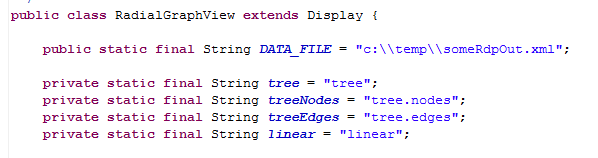 public class RadialGraphView extends Display {
public static final String DATA_FILE = "c:\\temp\\someRdpOut.xml";
private static final String tree = "tree";
private static final String treeNodes = "tree.nodes";
private static final String treeEdges = "tree.edges";
private static final String linear = "linear";